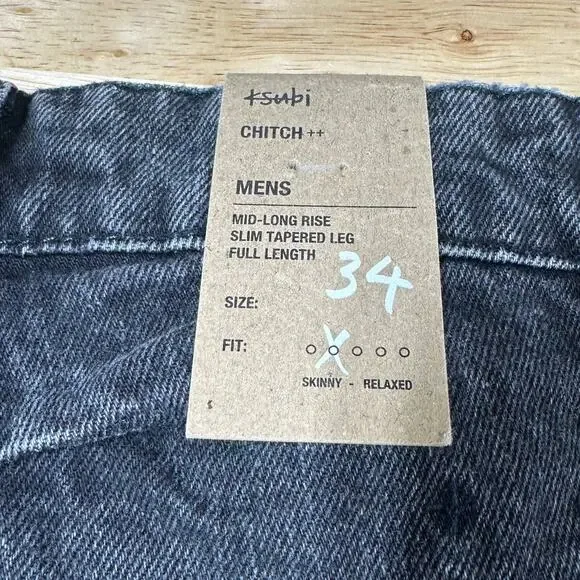 ksubi
CHITCH ++
MENS
MID-LONG RISE
SLIM TAPERED LEG
FULL LENGTH
SIZE: 34
FIT: X
SKINNY - RELAXED